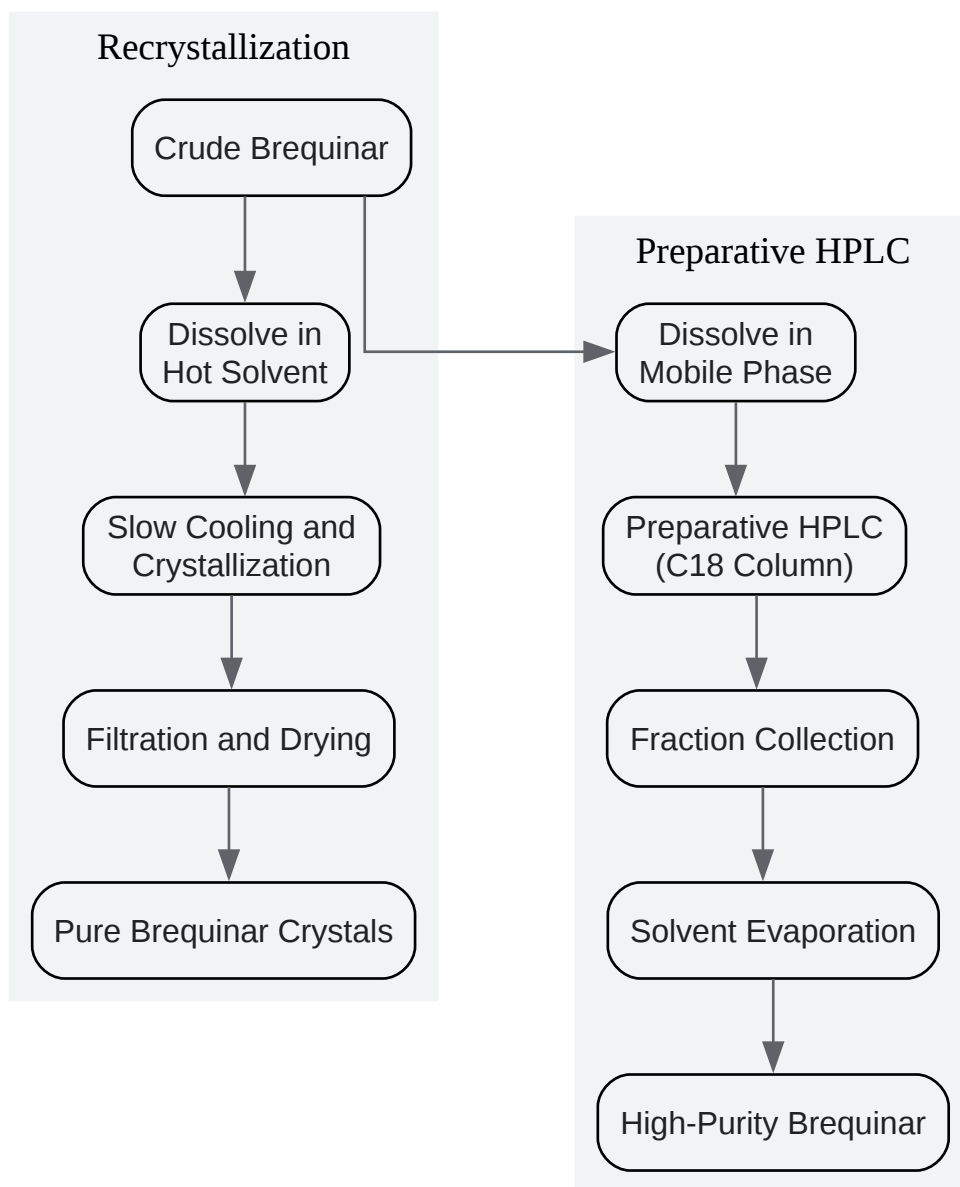 Recrystallization
Crude Brequinar
Dissolve in
Hot Solvent
Slow Cooling and
Crystallization
Filtration and Drying
Pure Brequinar Crystals
Preparative HPLC
Dissolve in
Mobile Phase
Preparative HPLC
(C18 Column)
Fraction Collection
Solvent Evaporation
High-Purity Brequinar